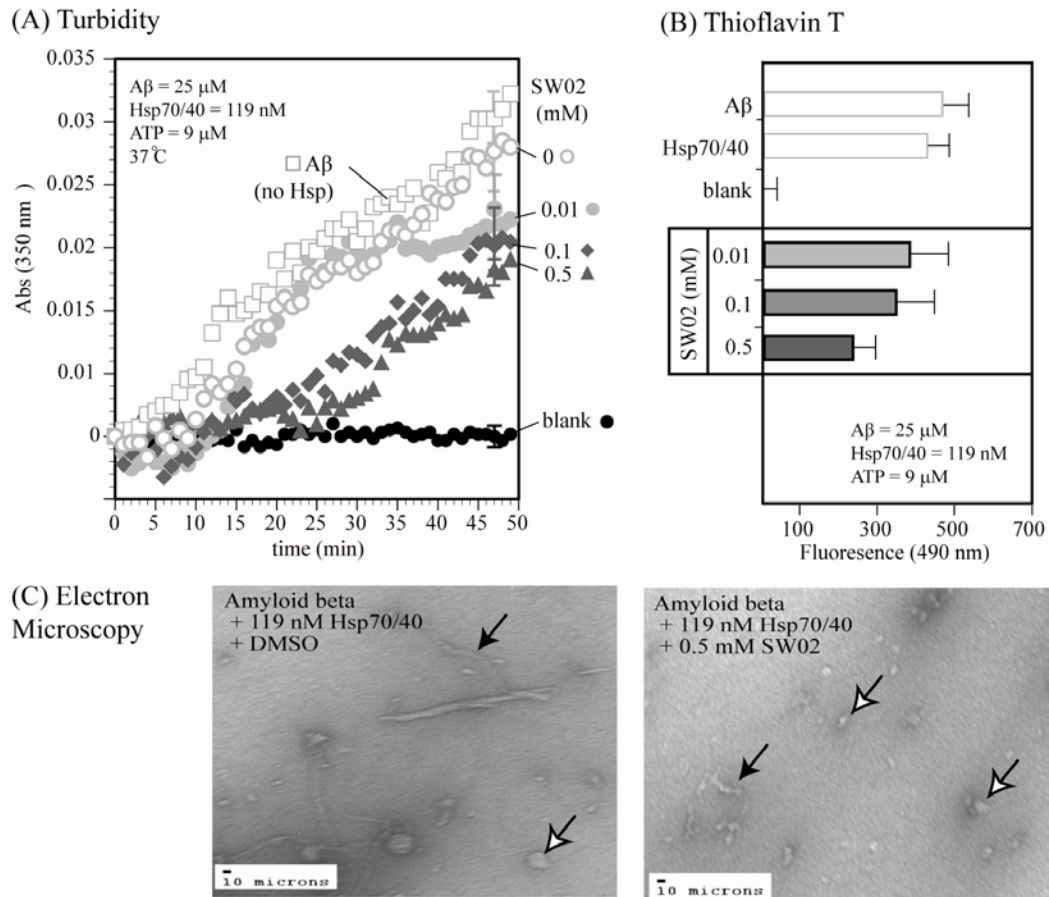 (A) Turbidity
0.035
0.03
0.025
0.02
0.015
0.01
0
Abs (350 nm )
Aβ = 25 μM
Hsp70/40 = 119 nM
ATP = 9 μM
37°C
Aβ
(no Hsp)
SW02
(mM)
0
0.01
0.1
0.5
blank
0 5 10 15 20 25 30 35 40 45 50
time (min)
(B) Thioflavin T
Aβ
Hsp70/40
blank
SW02 (mM)
0.01
0.1
0.5
Aβ = 25 μM
Hsp70/40 = 119 nM
ATP = 9 μM
100 300 500 700
Fluoresence (490 nm)
(C) Electron
Microscopy
Amyloid beta
+ 119 nM Hsp70/40
+ DMSO
10 microns
Amyloid beta
+ 119 nM Hsp70/40
+ 0.5 mM SW02
10 microns